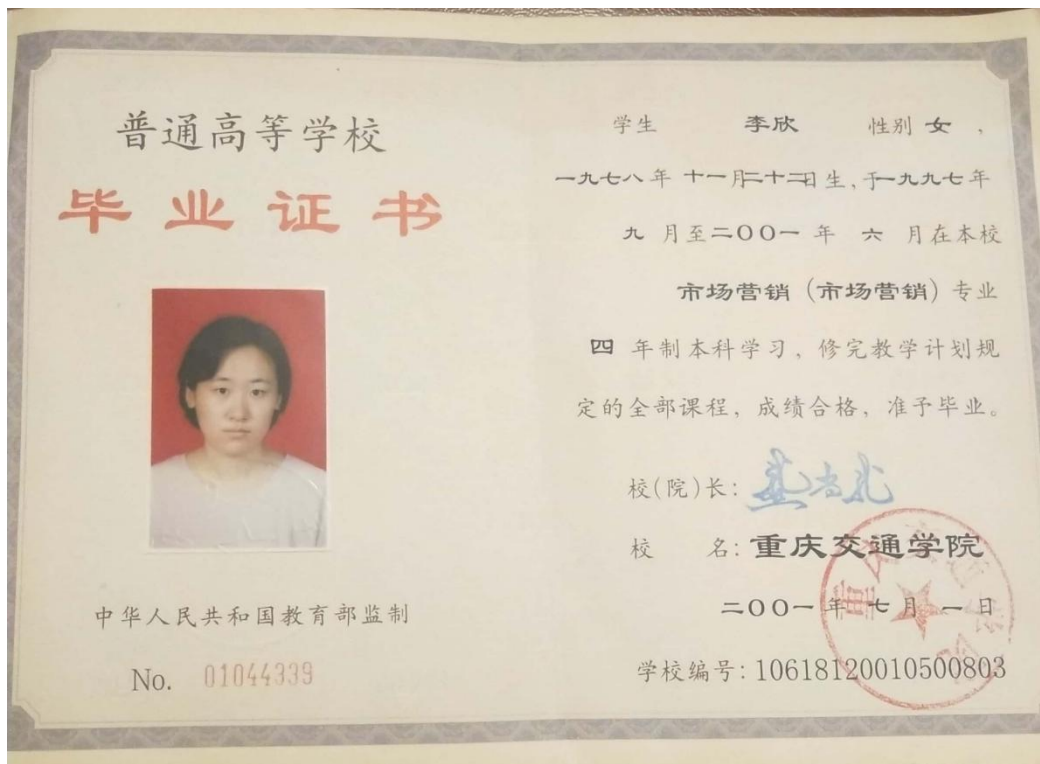 普通高等学校
毕业证书
中华人民共和国教育部监制
No. 01044339
学生 李欣 性别 女，
一九七八年 十一月二十二日生，于一九九七年
九 月至二〇〇一 年 六 月在本校
市场营销（市场营销）专业
四 年制本科学习，修完教学计划规
定的全部课程，成绩合格，准予毕业。
校(院)长：
校 名：重庆交通学院
二〇〇一年 七月 一 日
学校编号：106181200105008​03